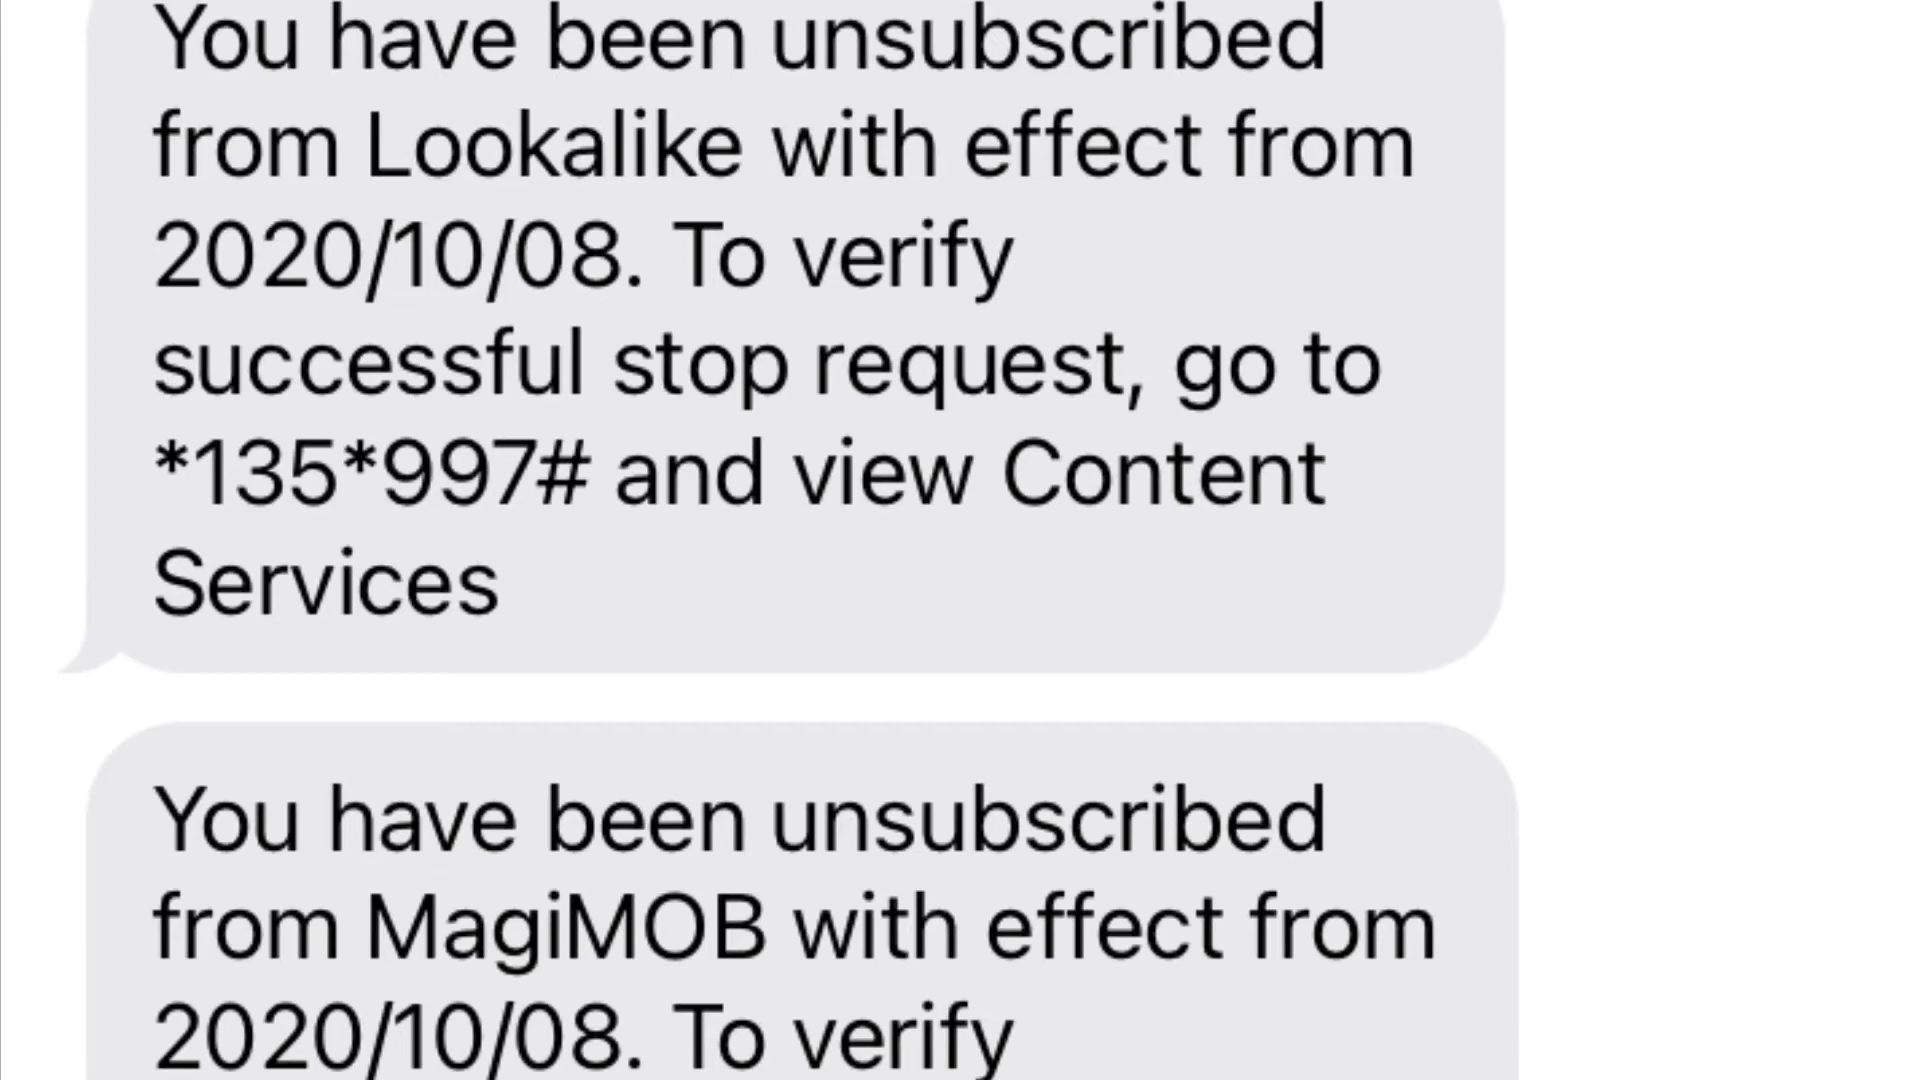 You have been unsubscribed
from Lookalike with effect from
2020/10/08. To verify
successful stop request, go to
*135*997# and view Content
Services
You have been unsubscribed
from MagiMOB with effect from
2020/10/08. To verify